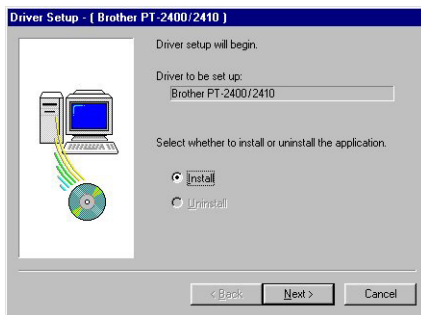 Driver Setup - ( Brother PT-2400/2410 )
Driver setup will begin.
Driver to be set up:
Brother PT-2400/2410
Select whether to install or uninstall the application.
Install
Uninstall
< Back
Next >
Cancel